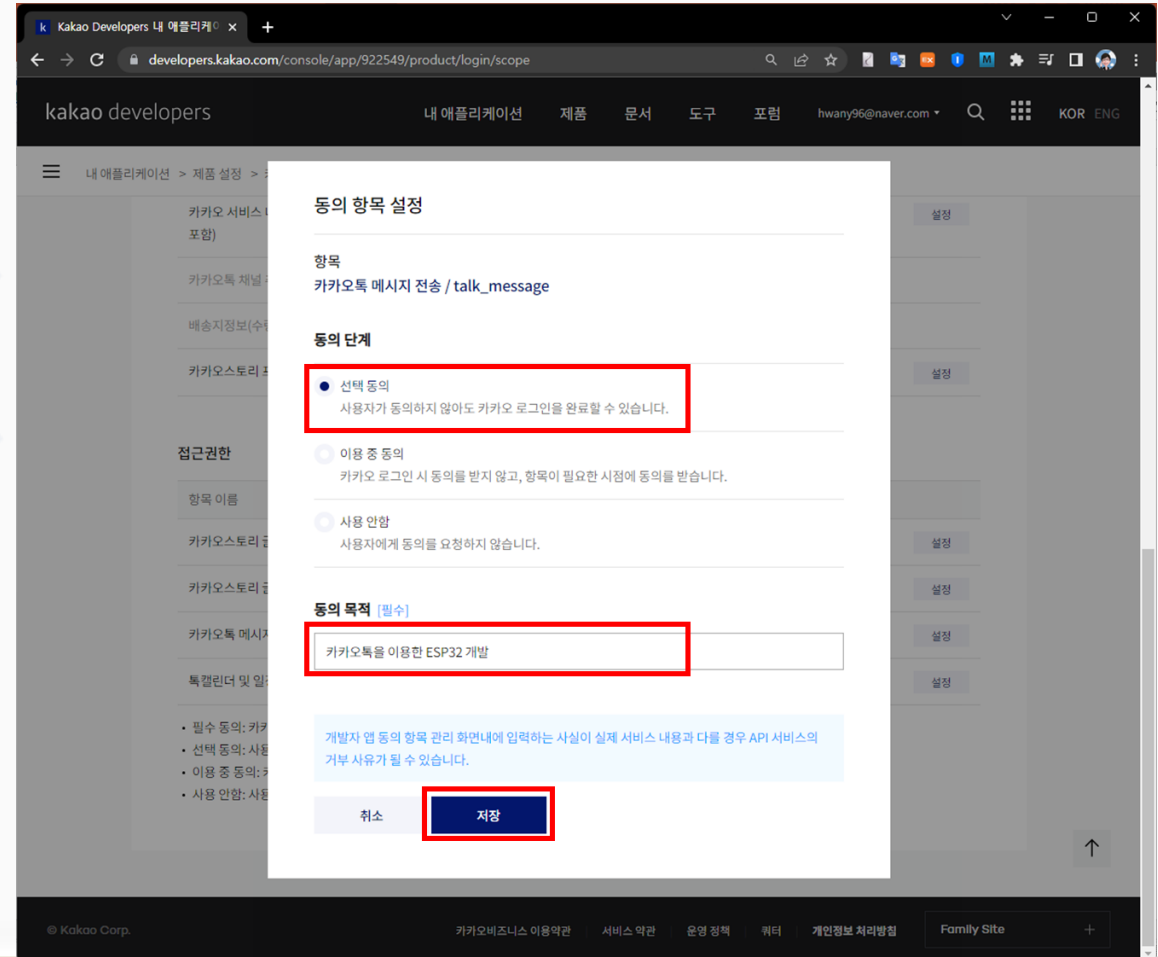 k Kakao Developers 내 애플리케이
developers.kakao.com/console/app/922549/product/login/scope
kakao developers
내 애플리케이션 제품 문서 도구 포럼 hwany96@naver.com KOR ENG
내 애플리케이션 > 제품 설정 >
동의 항목 설정
카카오 서비스 설정
포함)
항목
카카오톡 채널
카카오톡 메시지 전송 / talk_message
배송지정보(수
동의 단계
카카오스토리 설정
선택 동의
사용자가 동의하지 않아도 카카오 로그인을 완료할 수 있습니다.
접근권한
이용 중 동의
카카오 로그인 시 동의를 받지 않고, 항목이 필요한 시점에 동의를 받습니다.
항목 이름
사용 안함
카카오스토리 설정
사용자에게 동의를 요청하지 않습니다.
카카오스토리 설정
동의 목적 [필수]
카카오톡 메시지 설정
카카오톡을 이용한 ESP32 개발
톡캘린더 및 일 설정
• 필수 동의: 카카
개발자 앱 동의 항목 관리 화면내에 입력하는 사실이 실제 서비스 내용과 다를 경우 API 서비스의
• 선택 동의: 사용
거부 사유가 될 수 있습니다.
• 이용 중 동의:
• 사용 안함: 사용
취소 저장
© Kakao Corp. 카카오비즈니스 이용약관 서비스 약관 운영 정책 쿼터 개인정보 처리방침 Family Site +